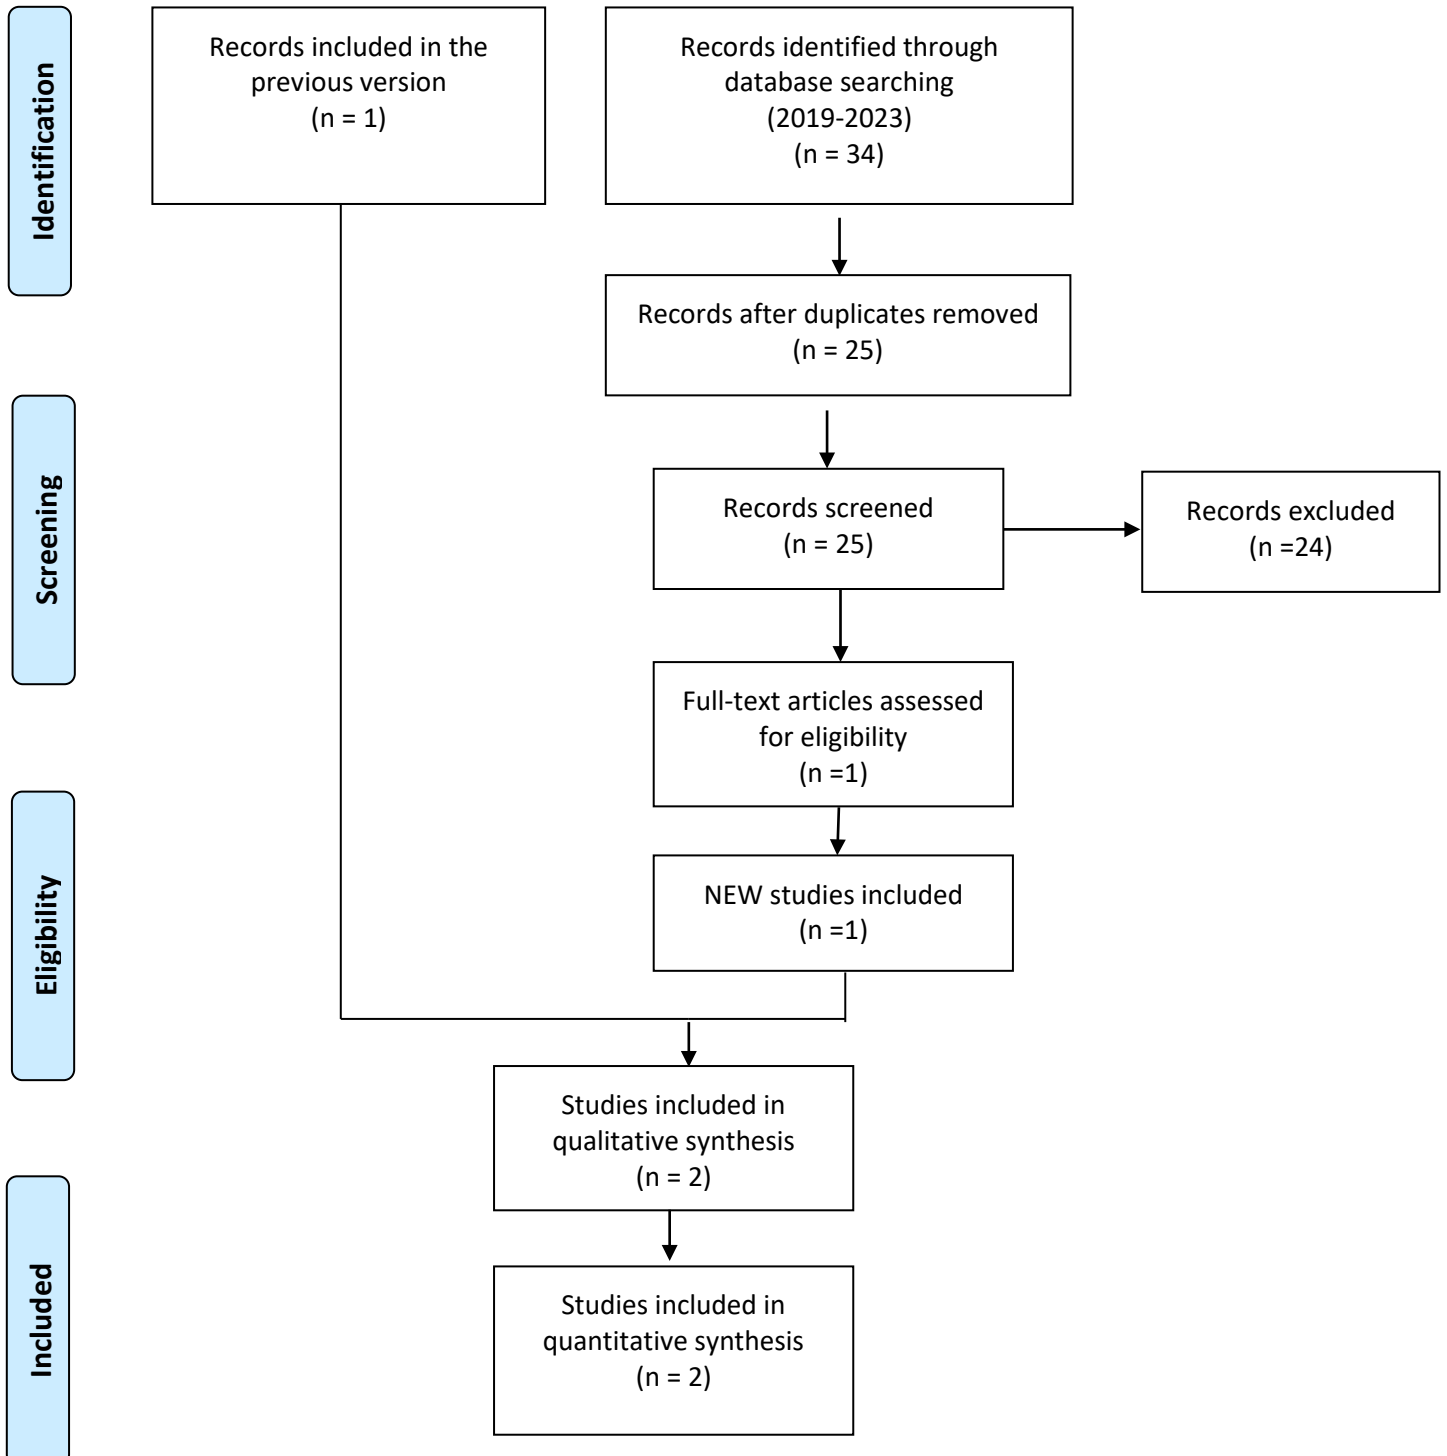 Identification
Records included in the
previous version
(n = 1)
Records identified through
database searching
(2019-2023)
(n = 34)
Records after duplicates removed
(n = 25)
Screening
Records screened
(n = 25)
Records excluded
(n =24)
Full-text articles assessed
for eligibility
(n =1)
Eligibility
NEW studies included
(n =1)
Studies included in
qualitative synthesis
(n = 2)
Included
Studies included in
quantitative synthesis
(n = 2)